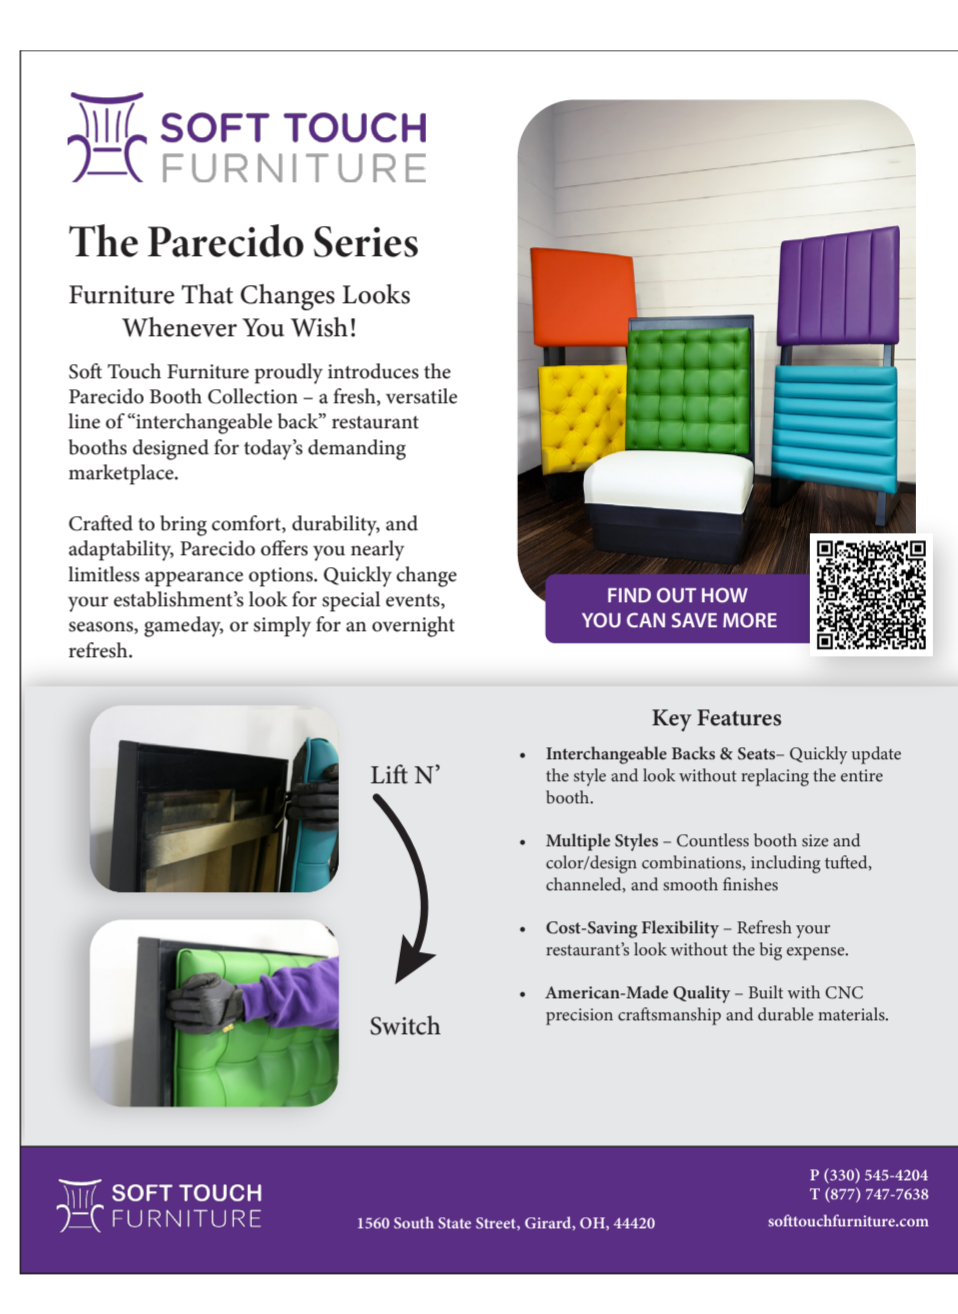 SOFT TOUCH
FURNITURE
The Parecido Series
Furniture That Changes Looks
Whenever You Wish!
Soft Touch Furniture proudly introduces the
Parecido Booth Collection – a fresh, versatile
line of “interchangeable back” restaurant
booths designed for today’s demanding
marketplace.
Crafted to bring comfort, durability, and
adaptability, Parecido offers you nearly
limitless appearance options. Quickly change
your establishment’s look for special events,
seasons, gameday, or simply for an overnight
refresh.
FIND OUT HOW
YOU CAN SAVE MORE
Lift N’
Switch
Key Features
• Interchangeable Backs & Seats– Quickly update
the style and look without replacing the entire
booth.
• Multiple Styles – Countless booth size and
color/design combinations, including tufted,
channeled, and smooth finishes
• Cost-Saving Flexibility – Refresh your
restaurant’s look without the big expense.
• American-Made Quality – Built with CNC
precision craftsmanship and durable materials.
SOFT TOUCH
FURNITURE
1560 South State Street, Girard, OH, 44420
P (330) 545-4204
T (877) 747-7638
softtouchfurniture.com